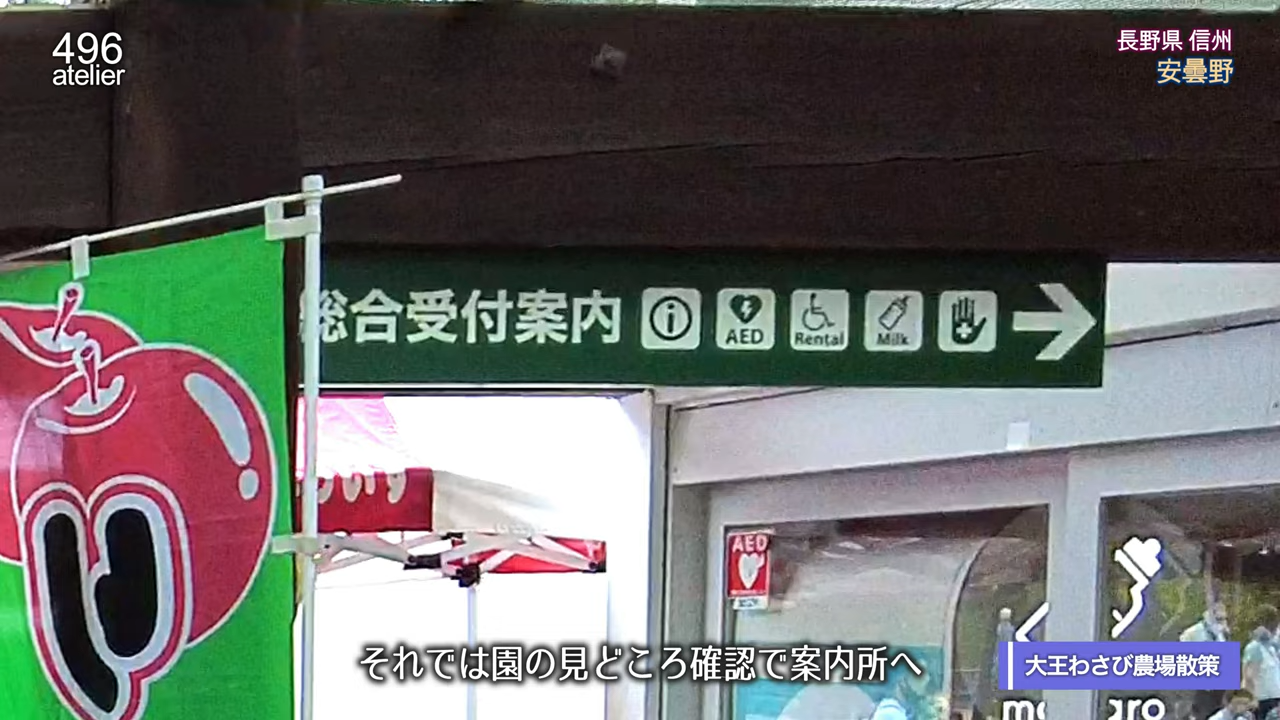 496
atelier
長野県 信州
安曇野
総合受付案内
AED
Rental
Milk
AED
それでは園の見どころ確認で案内所へ
大王わさび農場散策